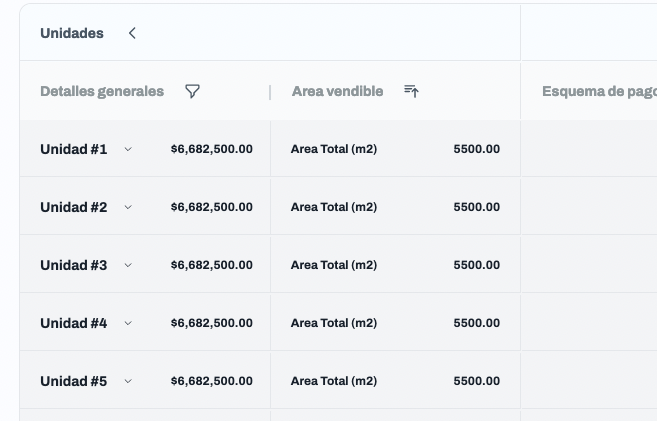 Unidades
Detalles generales Area vendible Esquema de pago
Unidad #1 $6,682,500.00 Area Total (m2) 5500.00
Unidad #2 $6,682,500.00 Area Total (m2) 5500.00
Unidad #3 $6,682,500.00 Area Total (m2) 5500.00
Unidad #4 $6,682,500.00 Area Total (m2) 5500.00
Unidad #5 $6,682,500.00 Area Total (m2) 5500.00